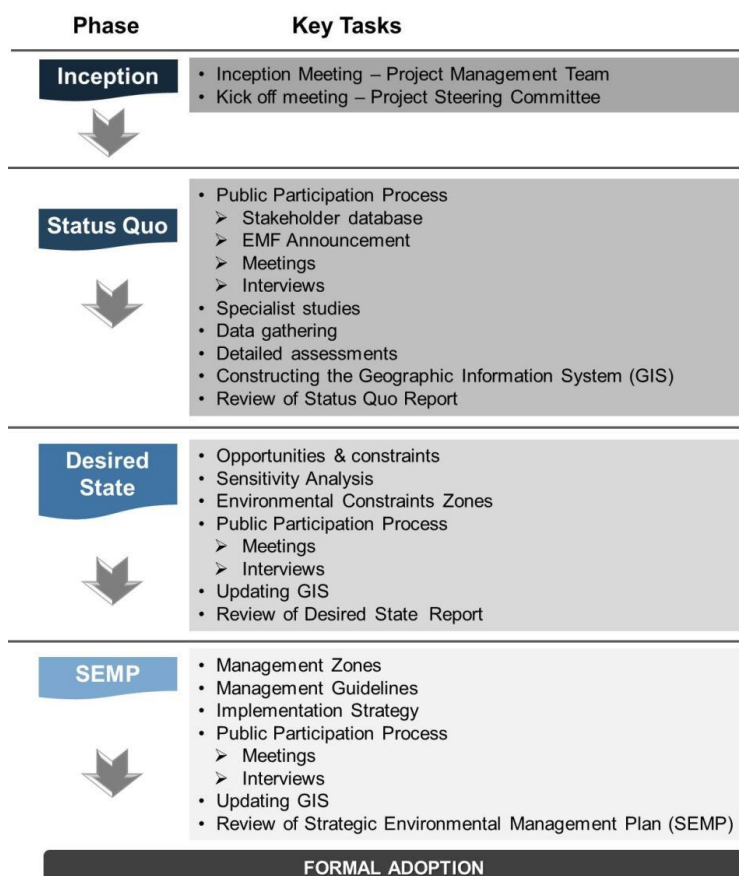 Phase
Key Tasks
Inception
• Inception Meeting – Project Management Team
• Kick off meeting – Project Steering Committee
Status Quo
• Public Participation Process
➢ Stakeholder database
➢ EMF Announcement
➢ Meetings
➢ Interviews
• Specialist studies
• Data gathering
• Detailed assessments
• Constructing the Geographic Information System (GIS)
• Review of Status Quo Report
Desired
State
• Opportunities & constraints
• Sensitivity Analysis
• Environmental Constraints Zones
• Public Participation Process
➢ Meetings
➢ Interviews
• Updating GIS
• Review of Desired State Report
SEMP
• Management Zones
• Management Guidelines
• Implementation Strategy
• Public Participation Process
➢ Meetings
➢ Interviews
• Updating GIS
• Review of Strategic Environmental Management Plan (SEMP)
FORMAL ADOPTION